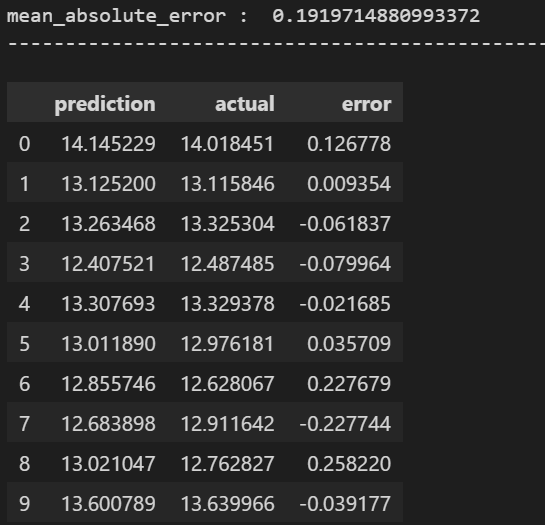 mean_absolute_error :  0.1919714880993372
------------------------------------------------
prediction actual error
0 14.145229 14.018451 0.126778
1 13.125200 13.115846 0.009354
2 13.263468 13.325304 -0.061837
3 12.407521 12.487485 -0.079964
4 13.307693 13.329378 -0.021685
5 13.011890 12.976181 0.035709
6 12.855746 12.628067 0.227679
7 12.683898 12.911642 -0.227744
8 13.021047 12.762827 0.258220
9 13.600789 13.639966 -0.039177